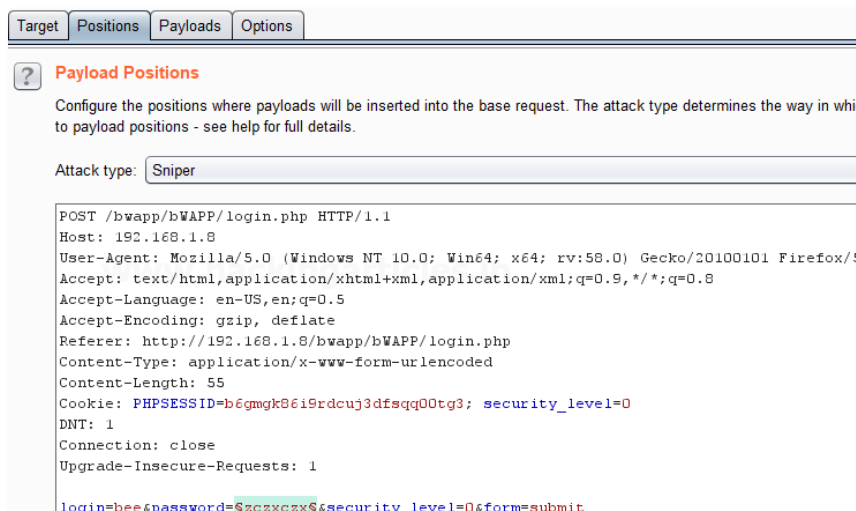 Target Positions Payloads Options
?
Payload Positions
Configure the positions where payloads will be inserted into the base request. The attack type determines the way in whi
to payload positions - see help for full details.
Attack type: Sniper
POST /bwapp/bWAPP/login.php HTTP/1.1
Host: 192.168.1.8
User-Agent: Mozilla/5.0 (Windows NT 10.0; Win64; x64; rv:58.0) Gecko/20100101 Firefox/5
Accept: text/html,application/xhtml+xml,application/xml;q=0.9,*/*;q=0.8
Accept-Language: en-US,en;q=0.5
Accept-Encoding: gzip, deflate
Referer: http://192.168.1.8/bwapp/bWAPP/login.php
Content-Type: application/x-www-form-urlencoded
Content-Length: 55
Cookie: PHPSESSID=b6gmgk86i9rdcuj3dfsqq00tg3; security_level=0
DNT: 1
Connection: close
Upgrade-Insecure-Requests: 1
login=bee&password=§zczxczx§&security_level=0&form=submit